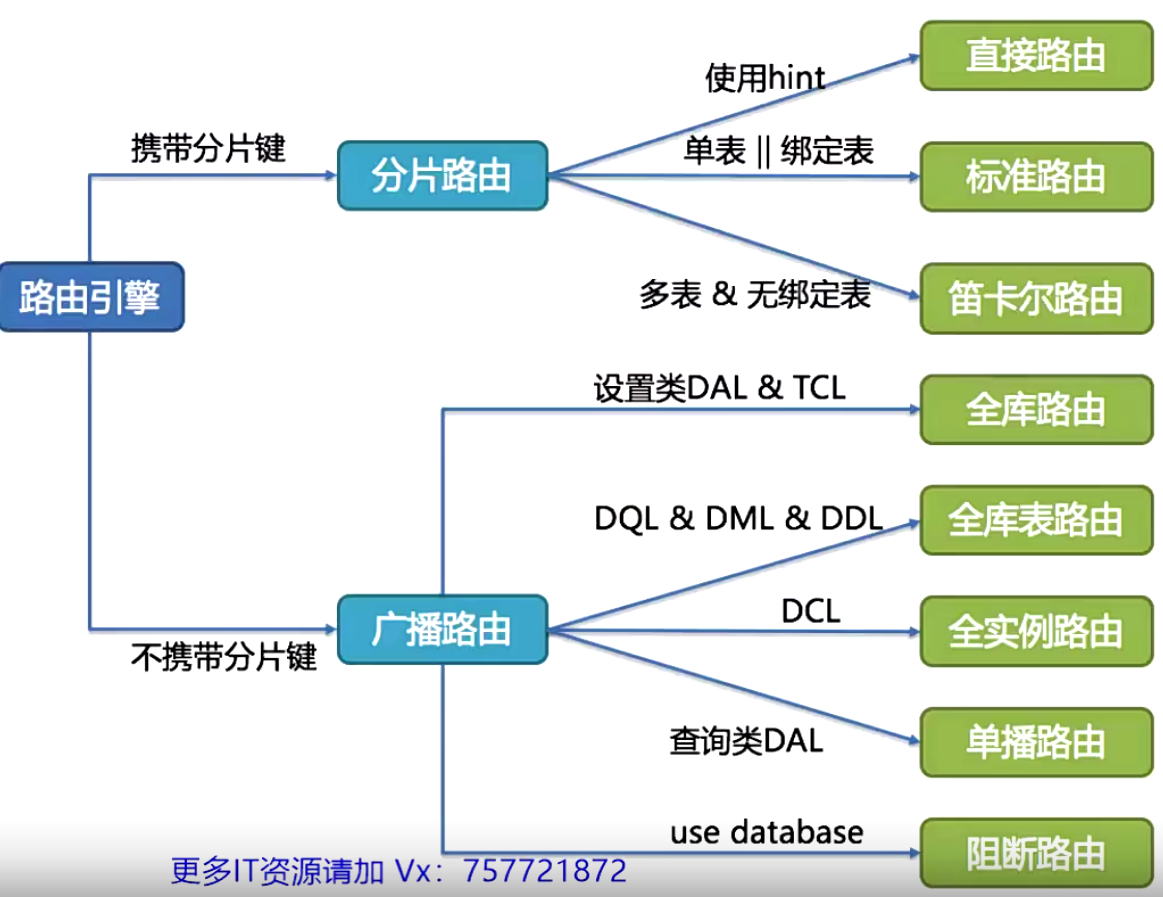 使用hint
直接路由
携带分片键
分片路由
单表 || 绑定表
标准路由
路由引擎
多表 & 无绑定表
笛卡尔路由
设置类DAL & TCL
全库路由
DQL & DML & DDL
全库表路由
广播路由
不携带分片键
DCL
全实例路由
查询类DAL
单播路由
use database
阻断路由
更多IT资源请加 Vx：757721872